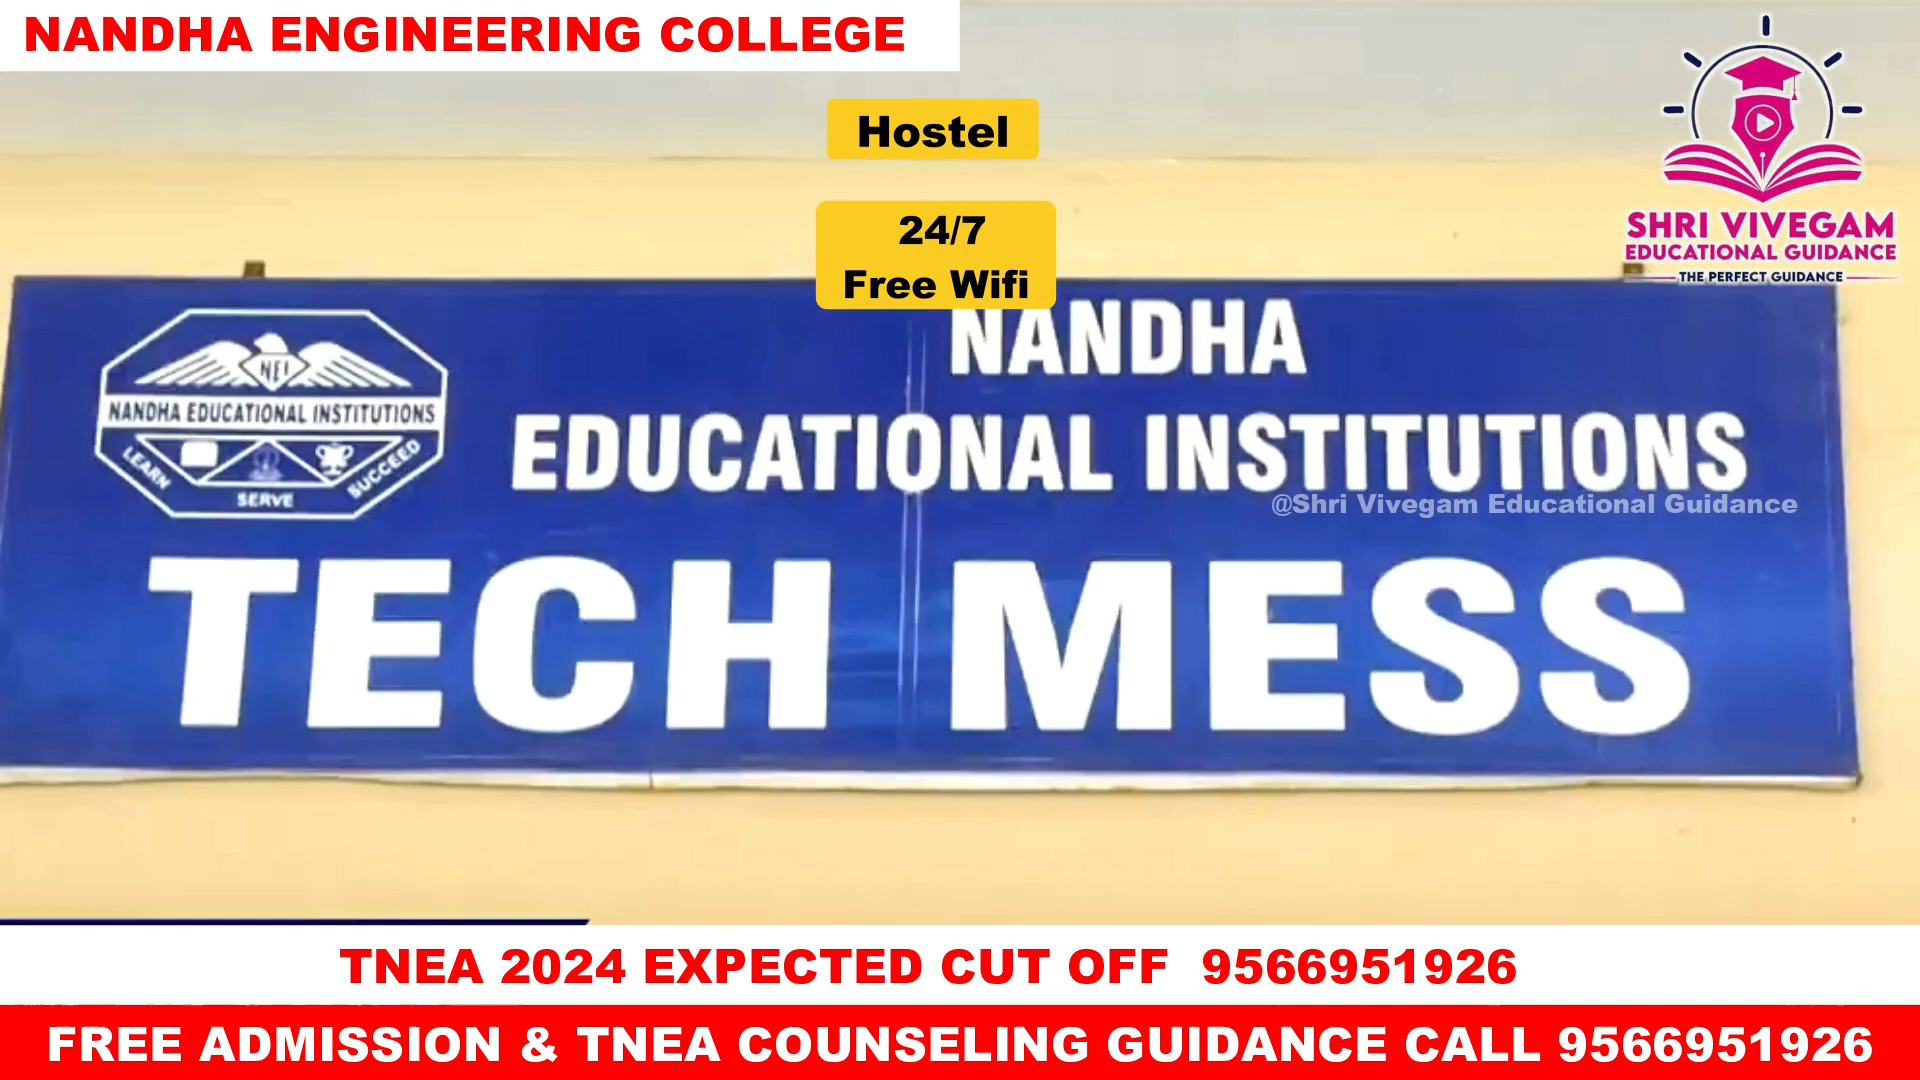 NANDHA ENGINEERING COLLEGE
Hostel
24/7
Free Wifi
SHRI VIVEGAM
EDUCATIONAL GUIDANCE
THE PERFECT GUIDANCE
NANDHA
EDUCATIONAL INSTITUTIONS
NEI
NANDHA EDUCATIONAL INSTITUTIONS
LEARN
SERVE
SUCCEED
@Shri Vivegam Educational Guidance
TECH MESS
TNEA 2024 EXPECTED CUT OFF 9566951926
FREE ADMISSION & TNEA COUNSELING GUIDANCE CALL 9566951926